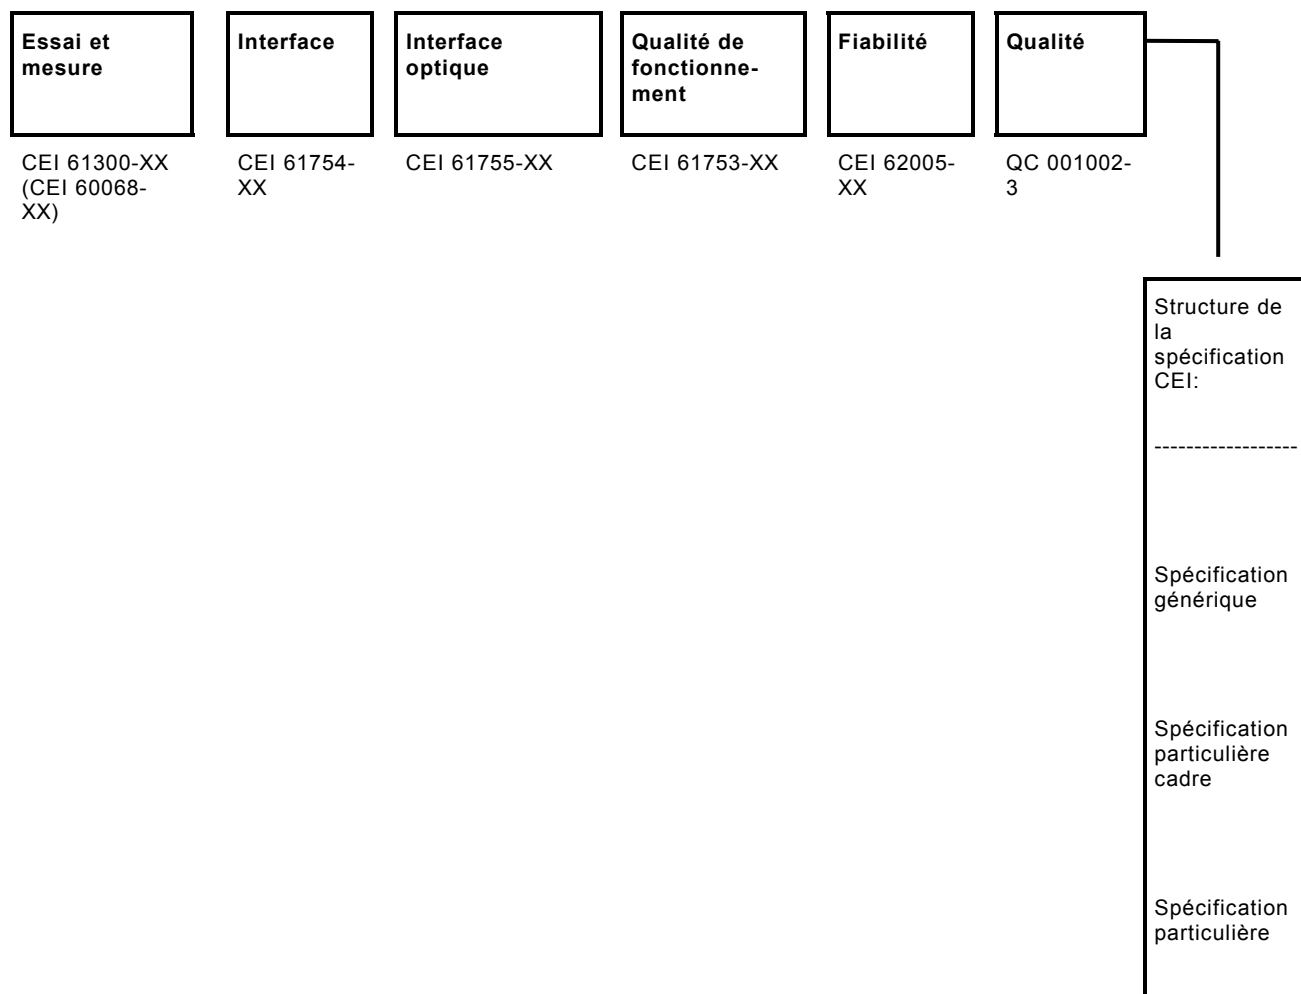 Essai et
mesure
Interface
Interface
optique
Qualité de
fonctionne-
ment
Fiabilité
Qualité
CEI 61300-XX
(CEI 60068-
XX)
CEI 61754-
XX
CEI 61755-XX
CEI 61753-XX
CEI 62005-
XX
QC 001002-
3
Structure de
la
spécification
CEI:
------------------
Spécification
générique
Spécification
particulière
cadre
Spécification
particulière